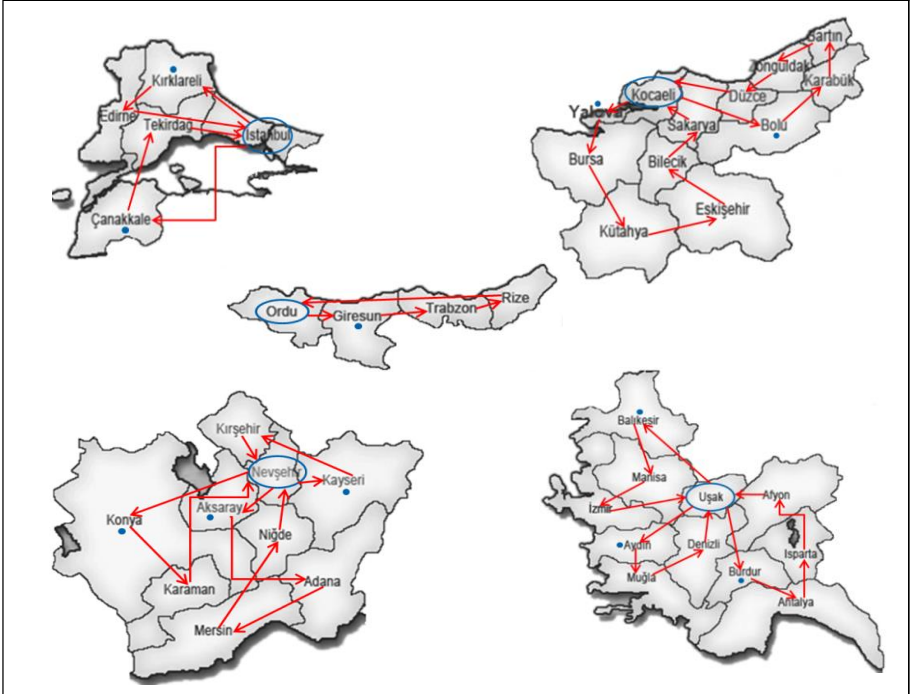 Kırklareli
Edirne
Tekirdag
İstanbul
Çanakkale
Bartın
Zonguldak
Karabük
Kocaeli
Düzce
Yalova
Sakarya
Bolu
Bursa
Bilecik
Eskişehir
Kütahya
Ordu
Giresun
Trabzon
Rize
Kırşehir
Nevşehir
Kayseri
Aksaray
Konya
Niğde
Karaman
Adana
Mersin
Balıkesir
Manisa
İzmir
Uşak
Afyon
Aydın
Denizli
Isparta
Muğla
Burdur
Antalya